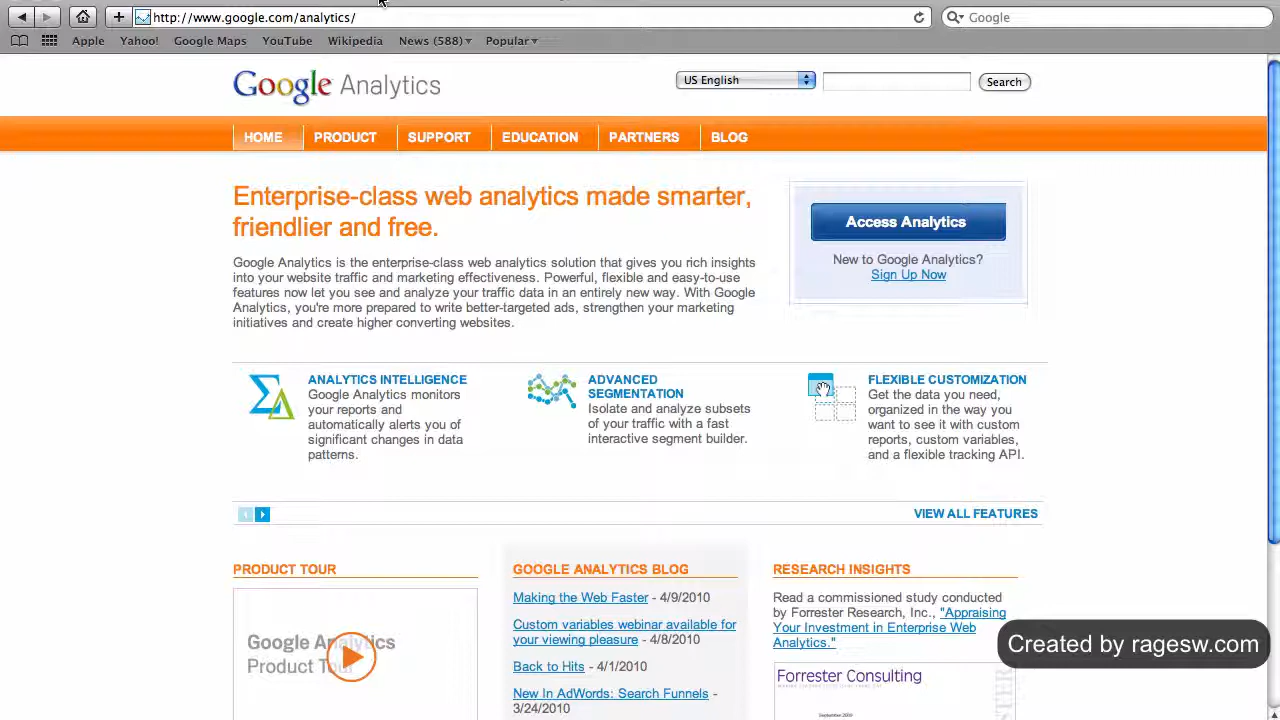 http://www.google.com/analytics/
Google
Apple
Yahoo!
Google Maps
YouTube
Wikipedia
News (588)
Popular
Google Analytics
US English
Search
HOME
PRODUCT
SUPPORT
EDUCATION
PARTNERS
BLOG
Enterprise-class web analytics made smarter,
friendlier and free.
Google Analytics is the enterprise-class web analytics solution that gives you rich insights
into your website traffic and marketing effectiveness. Powerful, flexible and easy-to-use
features now let you see and analyze your traffic data in an entirely new way. With Google
Analytics, you're more prepared to write better-targeted ads, strengthen your marketing
initiatives and create higher converting websites.
Access Analytics
New to Google Analytics?
Sign Up Now
ANALYTICS INTELLIGENCE
Google Analytics monitors
your reports and
automatically alerts you of
significant changes in data
patterns.
ADVANCED
SEGMENTATION
Isolate and analyze subsets
of your traffic with a fast
interactive segment builder.
FLEXIBLE CUSTOMIZATION
Get the data you need,
organized in the way you
want to see it with custom
reports, custom variables,
and a flexible tracking API.
VIEW ALL FEATURES
PRODUCT TOUR
Google Analytics
Product Tour
GOOGLE ANALYTICS BLOG
Making the Web Faster - 4/9/2010
Custom variables webinar available for
your viewing pleasure - 4/8/2010
Back to Hits - 4/1/2010
New In AdWords: Search Funnels -
3/24/2010
RESEARCH INSIGHTS
Read a commissioned study conducted
by Forrester Research, Inc., "Appraising
Your Investment in Enterprise Web
Analytics."
Forrester Consulting
Created by ragesw.com